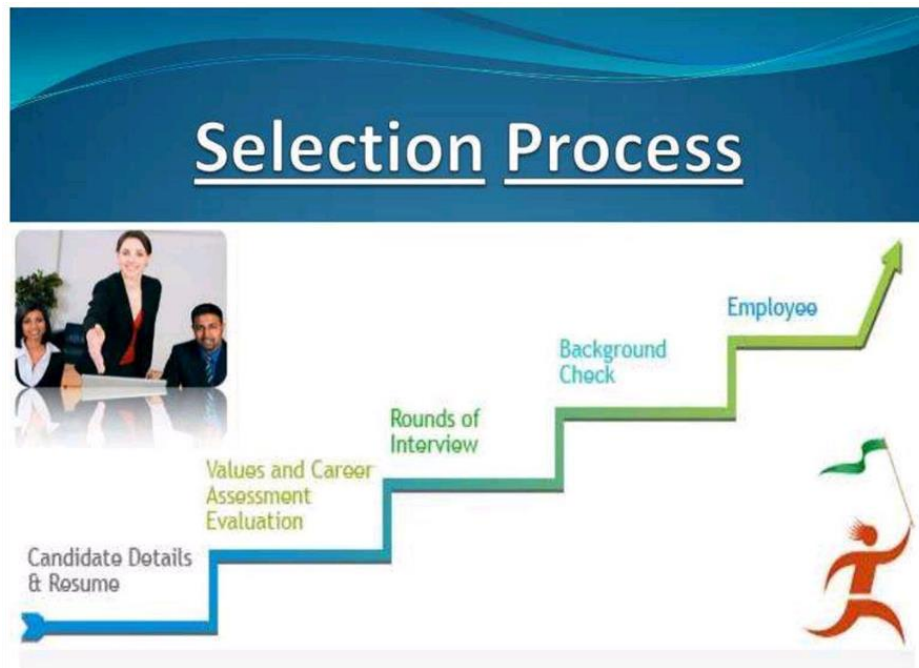 Selection Process
Candidate Details
& Resume
Values and Career
Assessment
Evaluation
Rounds of
Interview
Background
Check
Employee